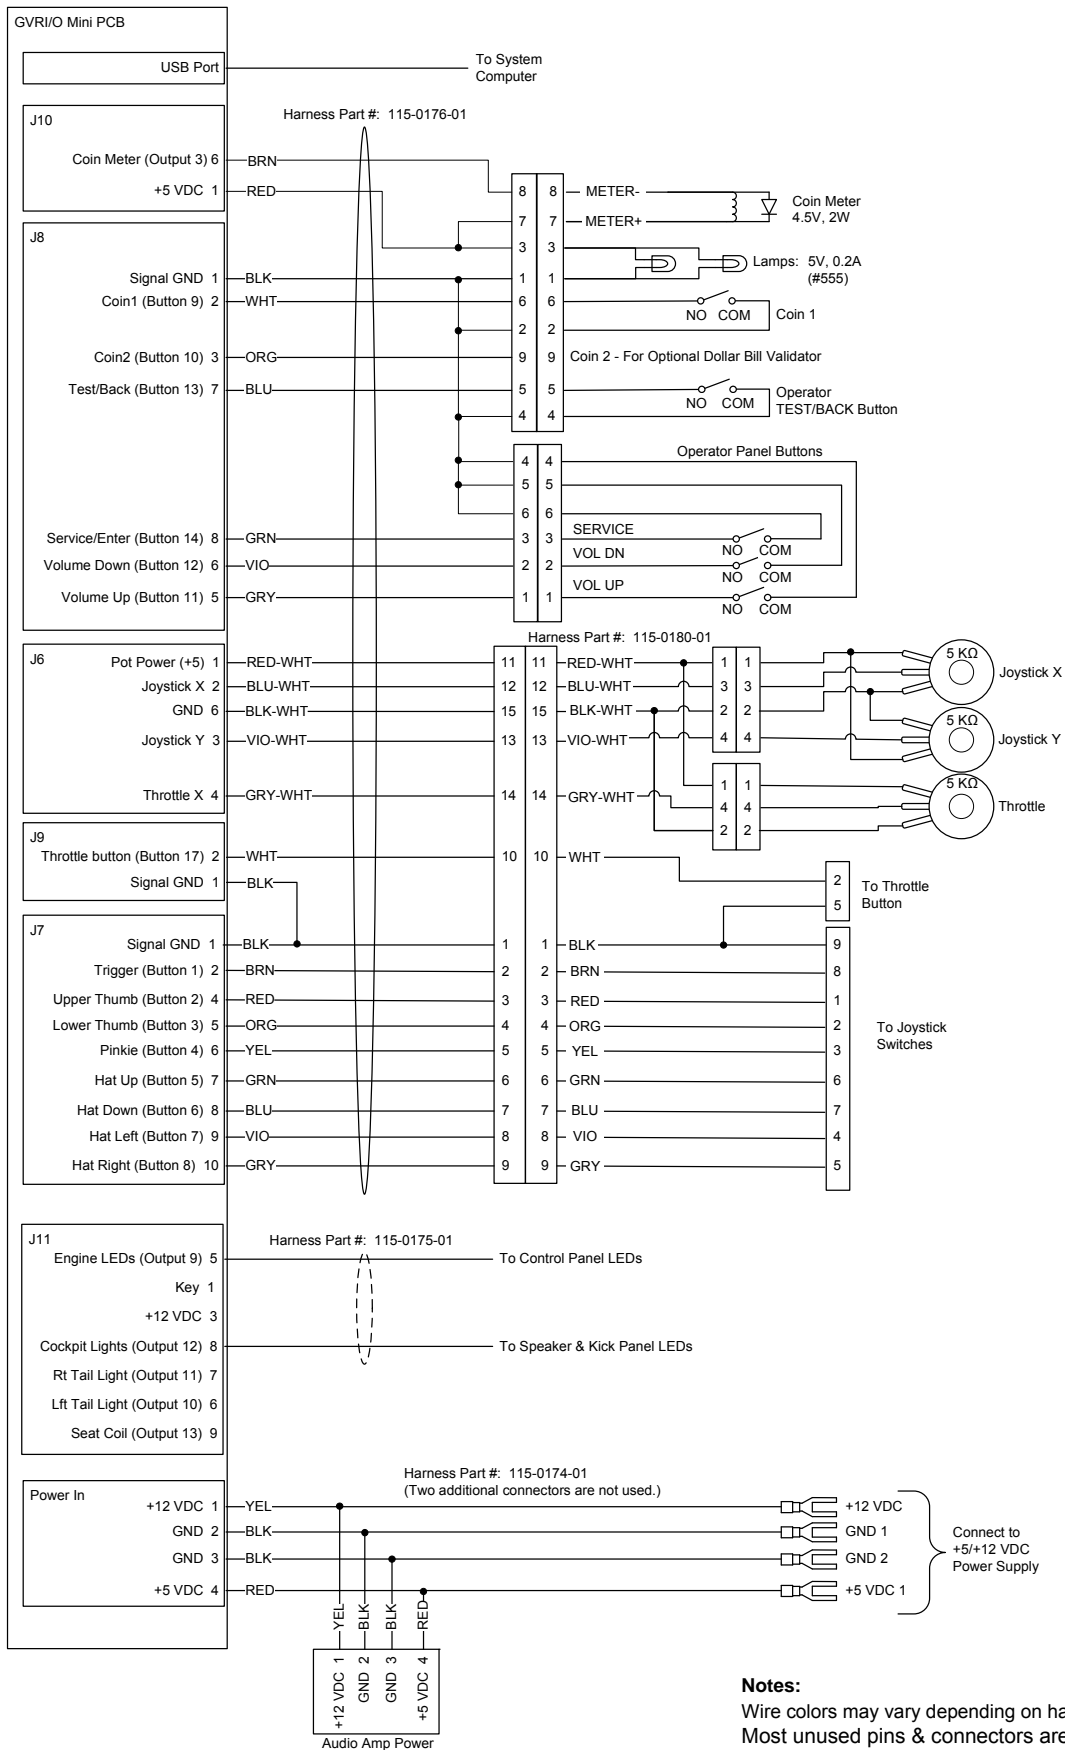 GVRI/O Mini PCB
USB Port
To System
Computer
Harness Part #: 115-0176-01
J10
Coin Meter (Output 3) 6 BRN
+5 VDC 1 RED
8 8 METER-
7 7 METER+
Coin Meter
4.5V, 2W
J8
3 3
Lamps: 5V, 0.2A
(#555)
Signal GND 1 BLK 1 1
Coin1 (Button 9) 2 WHT 6 6
NO COM Coin 1
2 2
Coin2 (Button 10) 3 ORG 9 9 Coin 2 - For Optional Dollar Bill Validator
Test/Back (Button 13) 7 BLU 5 5
NO COM
Operator
TEST/BACK Button
4 4
Operator Panel Buttons
4 4
5 5
6 6
Service/Enter (Button 14) 8 GRN 3 3 SERVICE
NO COM
Volume Down (Button 12) 6 VIO 2 2 VOL DN
NO COM
Volume Up (Button 11) 5 GRY 1 1 VOL UP
NO COM
Harness Part #: 115-0180-01
J6
Pot Power (+5) 1 RED-WHT 11 11 RED-WHT 1 1 5 KΩ
Joystick X 2 BLU-WHT 12 12 BLU-WHT 3 3 Joystick X
GND 6 BLK-WHT 15 15 BLK-WHT 2 2
Joystick Y 3 VIO-WHT 13 13 VIO-WHT 4 4 5 KΩ Joystick Y
Throttle X 4 GRY-WHT 14 14 GRY-WHT
1 1 5 KΩ
4 4 Throttle
2 2
J9
Throttle button (Button 17) 2 WHT 10 10 WHT 2
Signal GND 1 BLK 5
To Throttle
Button
J7
Signal GND 1 BLK 1 1 BLK 9
Trigger (Button 1) 2 BRN 2 2 BRN 8
Upper Thumb (Button 2) 4 RED 3 3 RED 1
Lower Thumb (Button 3) 5 ORG 4 4 ORG 2
To Joystick
Switches
Pinkie (Button 4) 6 YEL 5 5 YEL 3
Hat Up (Button 5) 7 GRN 6 6 GRN 6
Hat Down (Button 6) 8 BLU 7 7 BLU 7
Hat Left (Button 7) 9 VIO 8 8 VIO 4
Hat Right (Button 8) 10 GRY 9 9 GRY 5
J11
Harness Part #: 115-0175-01
Engine LEDs (Output 9) 5 To Control Panel LEDs
Key 1
+12 VDC 3
Cockpit Lights (Output 12) 8 To Speaker & Kick Panel LEDs
Rt Tail Light (Output 11) 7
Lft Tail Light (Output 10) 6
Seat Coil (Output 13) 9
Harness Part #: 115-0174-01
(Two additional connectors are not used.)
Power In
+12 VDC 1 YEL +12 VDC
GND 2 BLK GND 1
GND 3 BLK GND 2
+5 VDC 4 RED +5 VDC 1
Connect to
+5/+12 VDC
Power Supply
YEL
BLK
BLK
RED
+12 VDC 1
GND 2
GND 3
+5 VDC 4
Audio Amp Power
Notes:
Wire colors may vary depending on ha
Most unused pins & connectors are